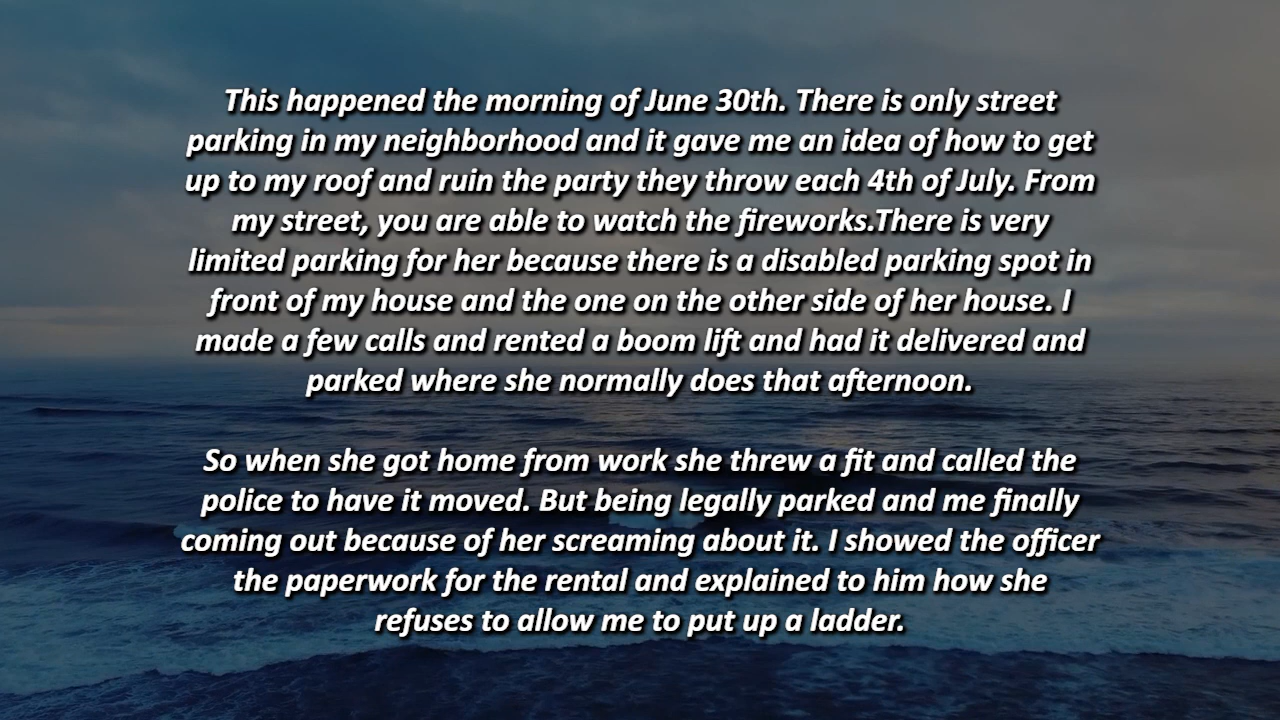 This happened the morning of June 30th. There is only street
parking in my neighborhood and it gave me an idea of how to get
up to my roof and ruin the party they throw each 4th of July. From
my street, you are able to watch the fireworks.There is very
limited parking for her because there is a disabled parking spot in
front of my house and the one on the other side of her house. I
made a few calls and rented a boom lift and had it delivered and
parked where she normally does that afternoon.
So when she got home from work she threw a fit and called the
police to have it moved. But being legally parked and me finally
coming out because of her screaming about it. I showed the officer
the paperwork for the rental and explained to him how she
refuses to allow me to put up a ladder.